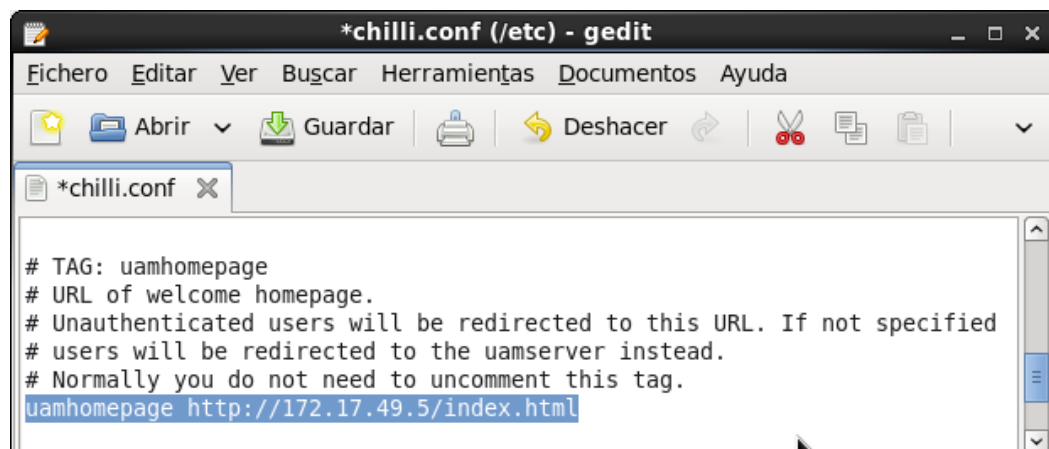 *chilli.conf (/etc) - gedit
Fichero Editar Ver Buscar Herramientas Documentos Ayuda
Abrir Guardar Deshacer
*chilli.conf
# TAG: uamhomepage
# URL of welcome homepage.
# Unauthenticated users will be redirected to this URL. If not specified
# users will be redirected to the uamserver instead.
# Normally you do not need to uncomment this tag.
uamhomepage http://172.17.49.5/index.html